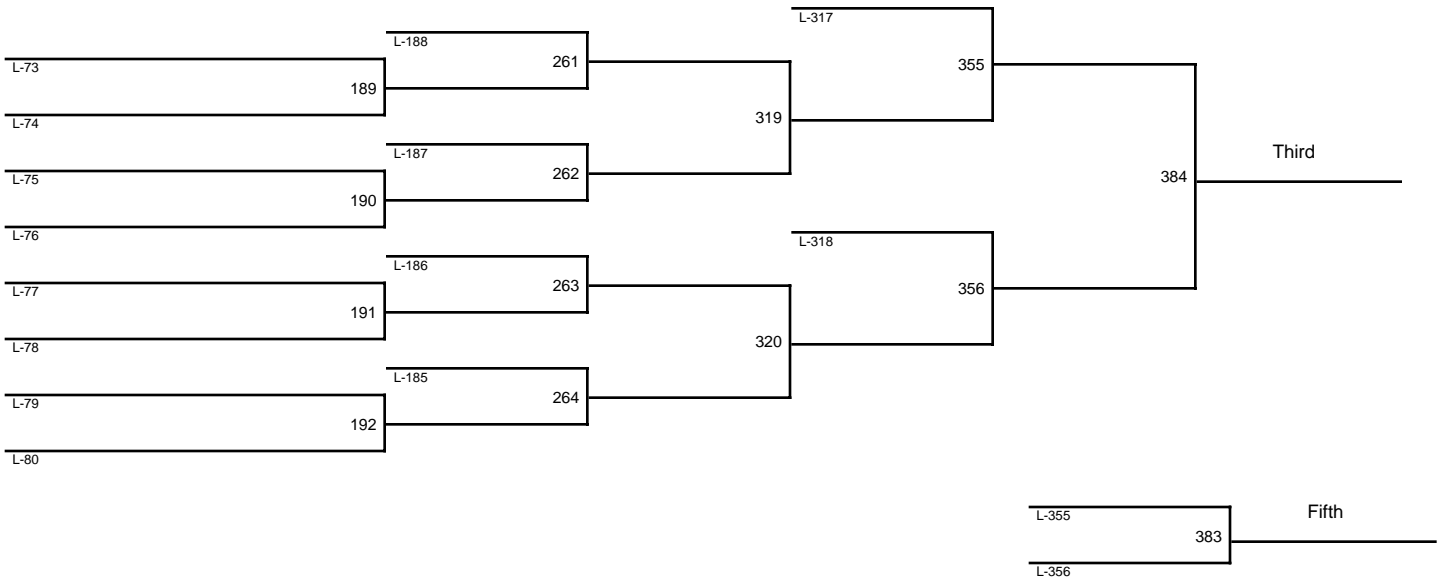 L-317
L-188
261
355
L-73
189
L-74
319
L-187
Third
262
L-75
384
190
L-76
L-318
L-186
263
356
L-77
191
L-78
320
L-185
264
L-79
192
L-80
L-355
Fifth
383
L-356